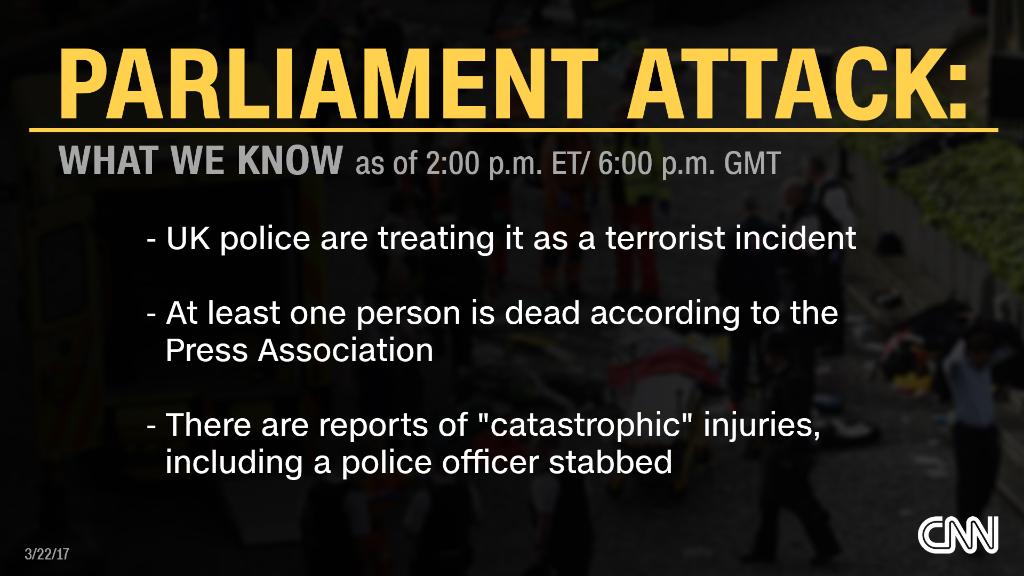 PARLIAMENT ATTACK:
WHAT WE KNOW as of 2:00 p.m. ET/ 6:00 p.m. GMT
- UK police are treating it as a terrorist incident
- At least one person is dead according to the
Press Association
- There are reports of "catastrophic" injuries,
including a police officer stabbed
3/22/17
CNN